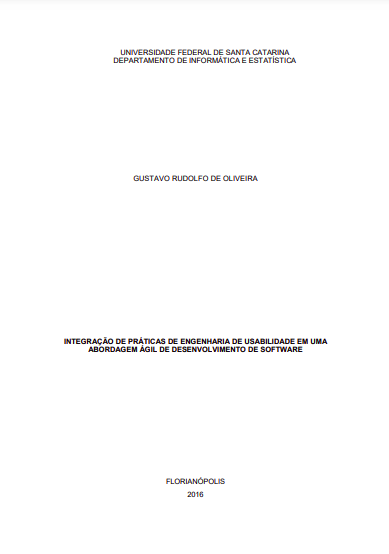 UNIVERSIDADE FEDERAL DE SANTA CATARINA
DEPARTAMENTO DE INFORMÁTICA E ESTATÍSTICA
GUSTAVO RUDOLFO DE OLIVEIRA
INTEGRAÇÃO DE PRÁTICAS DE ENGENHARIA DE USABILIDADE EM UMA
ABORDAGEM ÁGIL DE DESENVOLVIMENTO DE SOFTWARE
FLORIANÓPOLIS
2016